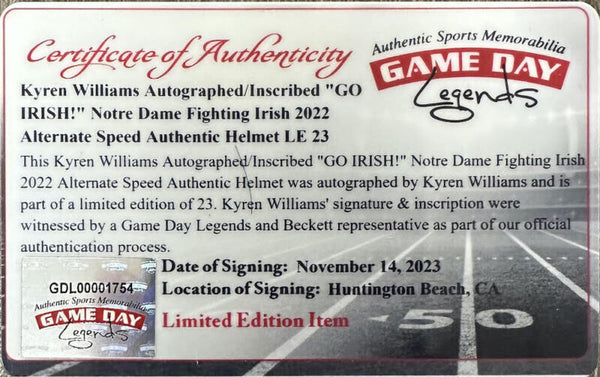 Certificate of Authenticity
Authentic Sports Memorabilia
GAME DAY
Legends
Kyren Williams Autographed/Inscribed "GO
IRISH!" Notre Dame Fighting Irish 2022
Alternate Speed Authentic Helmet LE 23
This Kyren Williams Autographed/Inscribed "GO IRISH!" Notre Dame Fighting Irish
2022 Alternate Speed Authentic Helmet was autographed by Kyren Williams and is
part of a limited edition of 23. Kyren Williams' signature & inscription were
witnessed by a Game Day Legends and Beckett representative as part of our official
authentication process.
Date of Signing: November 14, 2023
Location of Signing: Huntington Beach, CA
Limited Edition Item
GDL00001754
Authentic Sports Memorabilia
GAME DAY
Legends
50